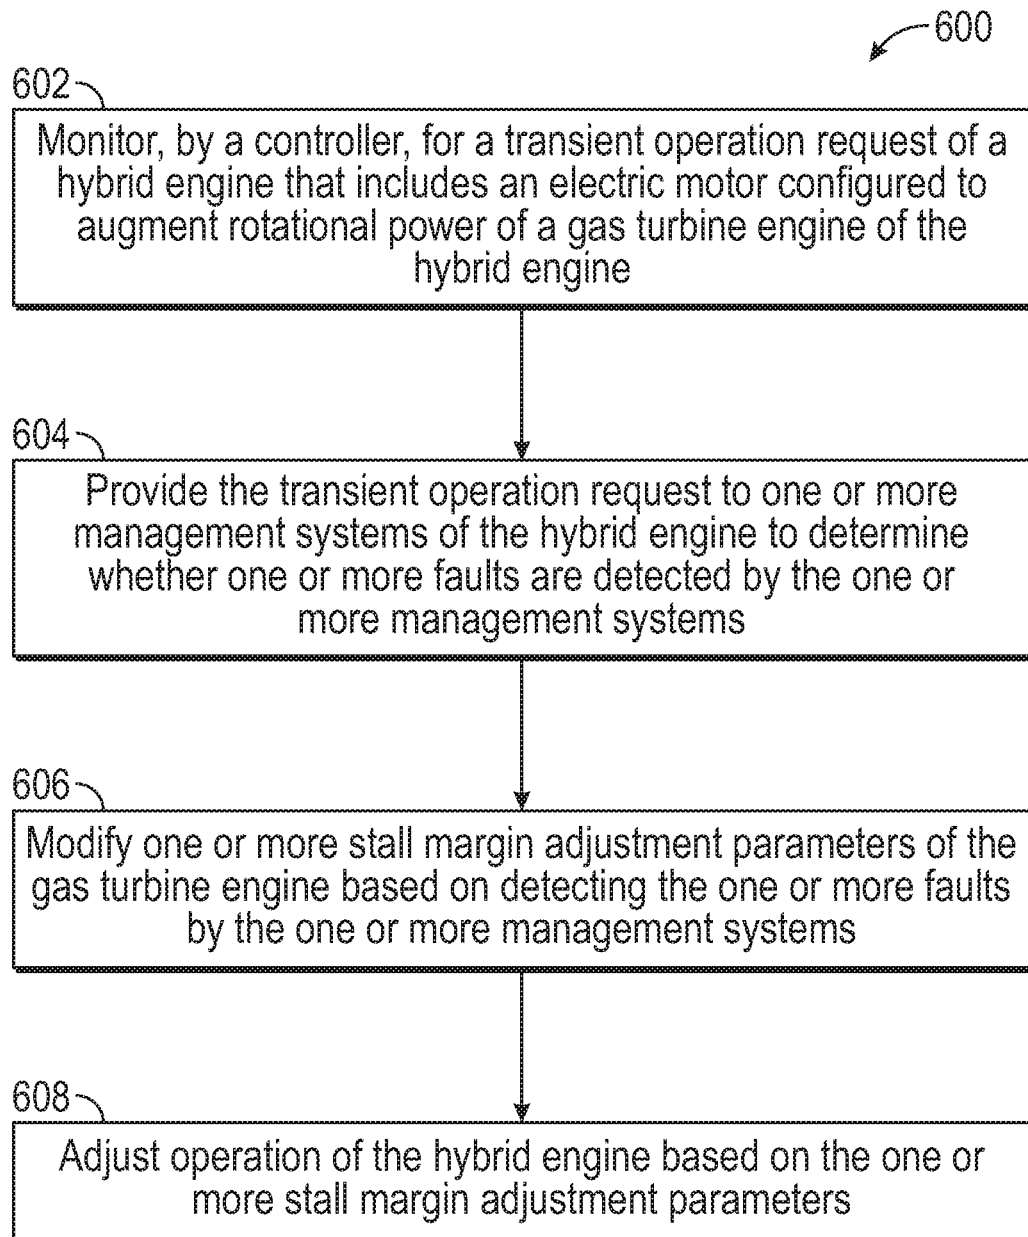 600
602
Monitor, by a controller, for a transient operation request of a
hybrid engine that includes an electric motor configured to
augment rotational power of a gas turbine engine of the
hybrid engine
604
Provide the transient operation request to one or more
management systems of the hybrid engine to determine
whether one or more faults are detected by the one or
more management systems
606
Modify one or more stall margin adjustment parameters of the
gas turbine engine based on detecting the one or more faults
by the one or more management systems
608
Adjust operation of the hybrid engine based on the one or
more stall margin adjustment parameters